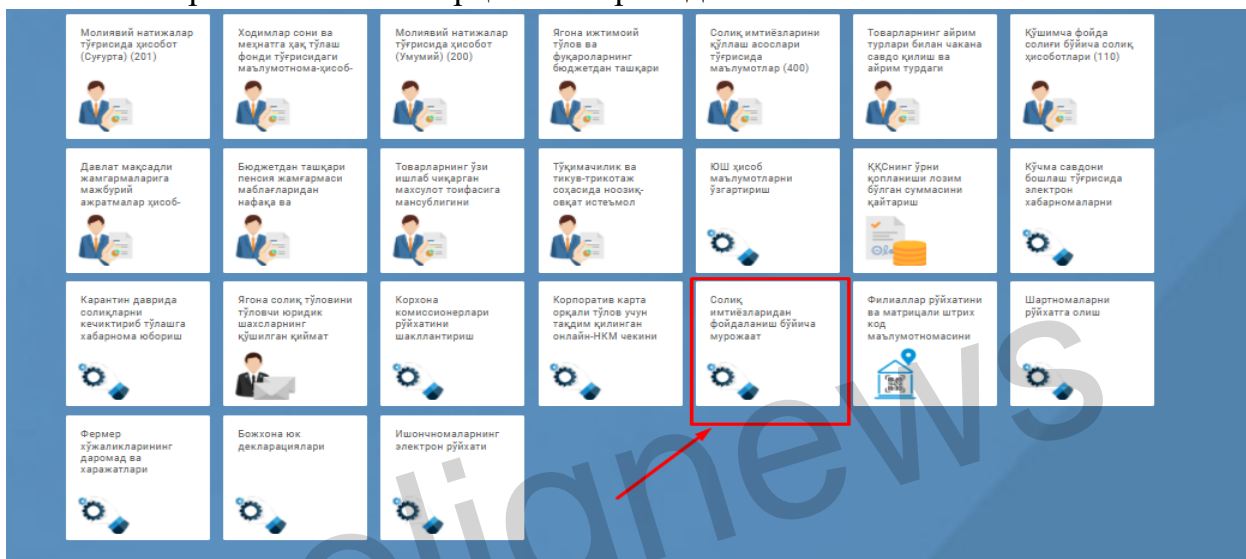 Молиявий натижалар
тўғрисида ҳисобот
(Суғурта) (201)
Ходимлар сони ва
меҳнатга ҳақ тўлаш
фонди тўғрисидаги
маълумотнома-ҳисоб-
Молиявий натижалар
тўғрисида ҳисобот
(Умумий) (200)
Ягона ижтимоий
тўлов ва
фуқароларнинг
бюджетдан ташқари
Солиқ имтиёзларини
қўллаш асослари
тўғрисида
маълумотлар (400)
Товарларнинг айрим
турлари билан чакана
савдо қилиш ва
айрим турдаги
Қўшимча фойда
солиғи бўйича солиқ
ҳисоботлари (110)
Давлат мақсадли
жамғармаларига
мажбурий
ажратмалар ҳисоб-
Бюджетдан ташқари
пенсия жамғармаси
маблағларидан
нафақа ва
Товарларнинг ўзи
ишлаб чиқарган
махсулот тоифасига
мансублигини
Тўқимачилик ва
тикув-трикотаж
соҳасида ноозиқ-
овқат истеъмол
ЮШ ҳисоб
маълумотларни
ўзгартириш
ҚҚСнинг ўрни
қопланиши лозим
бўлган суммасини
қайтариш
Кўчма савдони
бошлаш тўғрисида
электрон
хабарномаларни
Карантин даврида
солиқларни
кечиктириб тўлашга
хабарнома юбориш
Ягона солиқ тўловини
тўловчи юридик
шахсларнинг
қўшилган қиймат
Корхона
комиссионерлари
рўйхатини
шакллантириш
Корпоратив карта
орқали тўлов учун
тақдим қилинган
онлайн-НКМ чекини
Солиқ
имтиёзларидан
фойдаланиш бўйича
мурожаат
Филиаллар рўйхатини
ва матрицали штрих
код
маълумотномасини
Шартномаларни
рўйхатга олиш
Фермер
хўжаликларининг
даромад ва
харажатлари
Божхона юк
декларациялари
Ишончномаларнинг
электрон рўйхати